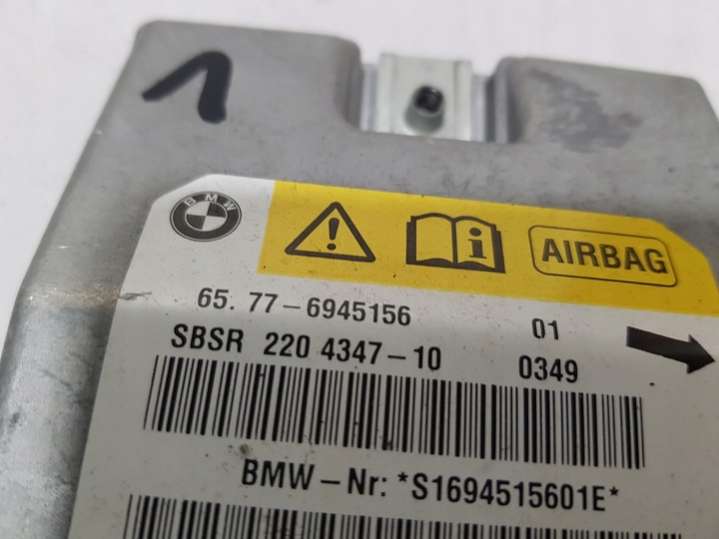 1
BMW
AIRBAG
65. 77-6945156 01
SBSR 220 4347-10 0349
BMW-Nr: *S1694515601E*